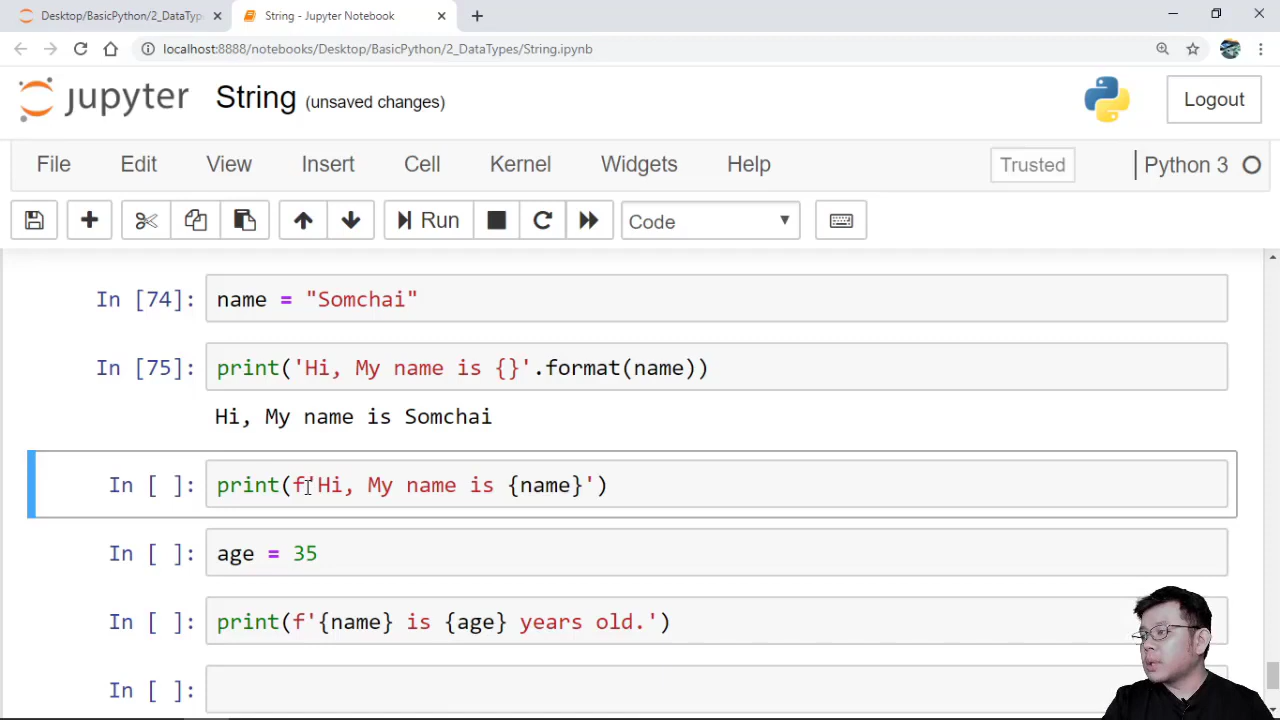 Desktop/BasicPython/2_DataTyp
String - Jupyter Notebook
localhost:8888/notebooks/Desktop/BasicPython/2_DataTypes/String.ipynb
jupyter String (unsaved changes)
Logout
File Edit View Insert Cell Kernel Widgets Help
Trusted
Python 3
Run
Code
In [74]: name = "Somchai"
In [75]: print('Hi, My name is {}'.format(name))
Hi, My name is Somchai
In [ ]: print(f'Hi, My name is {name}')
In [ ]: age = 35
In [ ]: print(f'{name} is {age} years old.')
In [ ]: